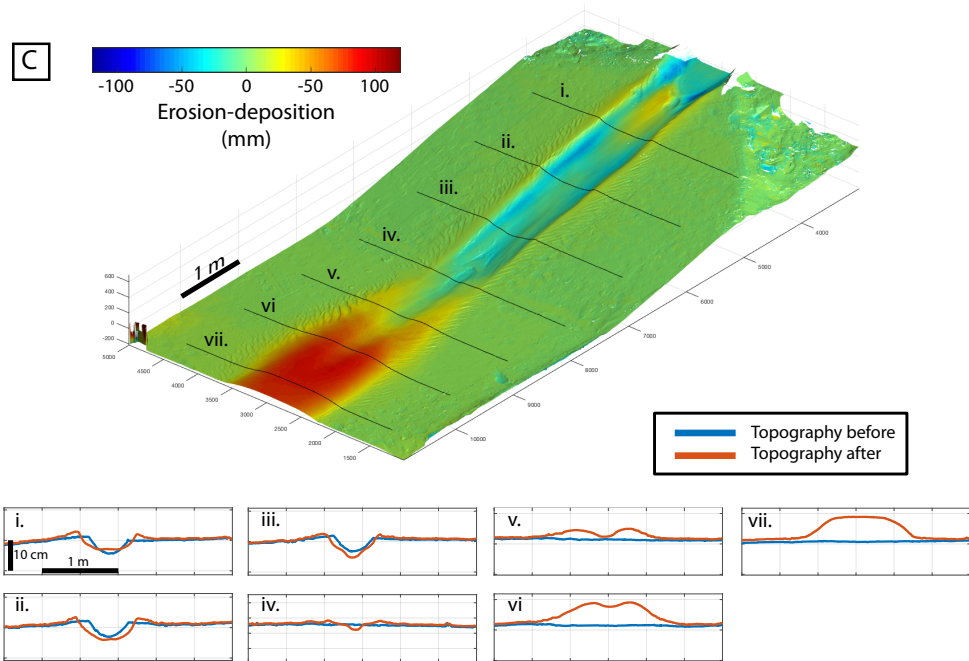 C
-100 -50 0 -50 100
Erosion-deposition
(mm)
i.
ii.
iii.
iv.
v.
vi
vii.
1 m
600
400
200
0
-200
5000
4500
4000
3500
3000
2500
2000
1500
10000
9000
8000
7000
6000
5000
4000
Topography before
Topography after
i.
10 cm
1 m
iii.
v.
vii.
ii.
iv.
vi